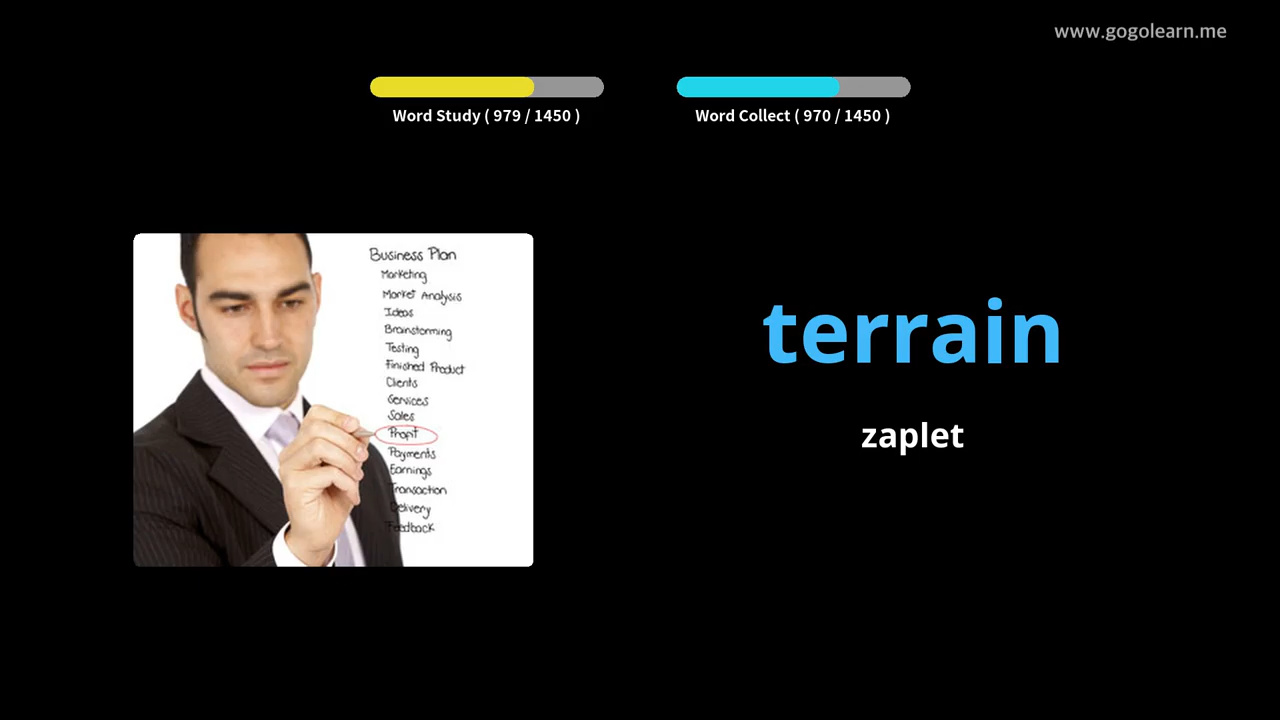 www.gogolearn.me
Word Study ( 979 / 1450 )
Word Collect ( 970 / 1450 )
Business Plan
Marketing
Market Analysis
Ideas
Brainstorming
Testing
Finished Product
Clients
Services
Sales
Profit
Payments
Earnings
Transaction
Delivery
Feedback
terrain
zaplet